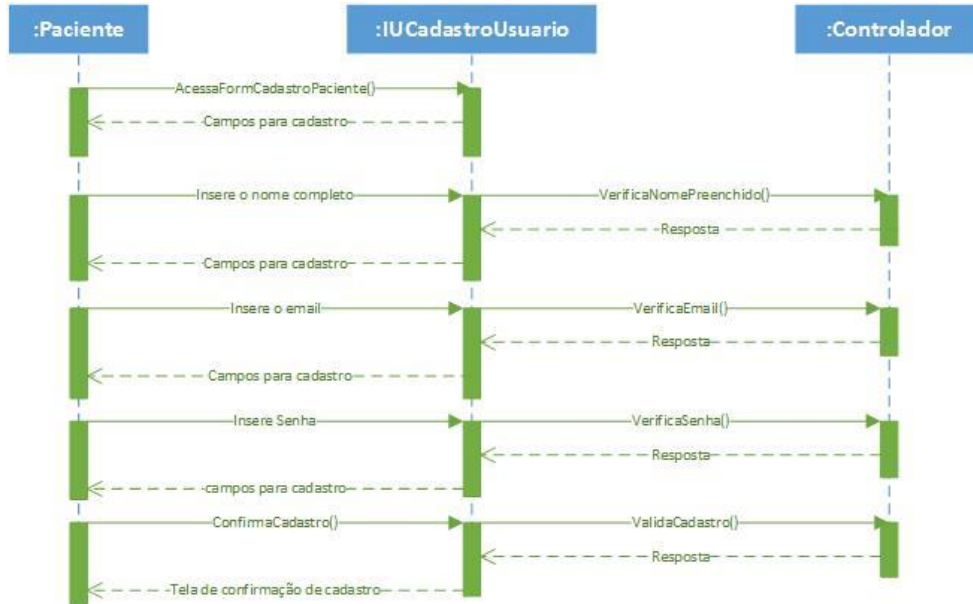 :Paciente
:IUCadastroUsuario
:Controlador
AcessaFormCadastroPaciente()
Campos para cadastro
Insere o nome completo
VerificaNomePreenchido()
Resposta
Campos para cadastro
Insere o email
VerificaEmail()
Resposta
Campos para cadastro
Insere Senha
VerificaSenha()
Resposta
campos para cadastro
ConfirmaCadastro()
ValidaCadastro()
Resposta
Tela de confirmação de cadastro